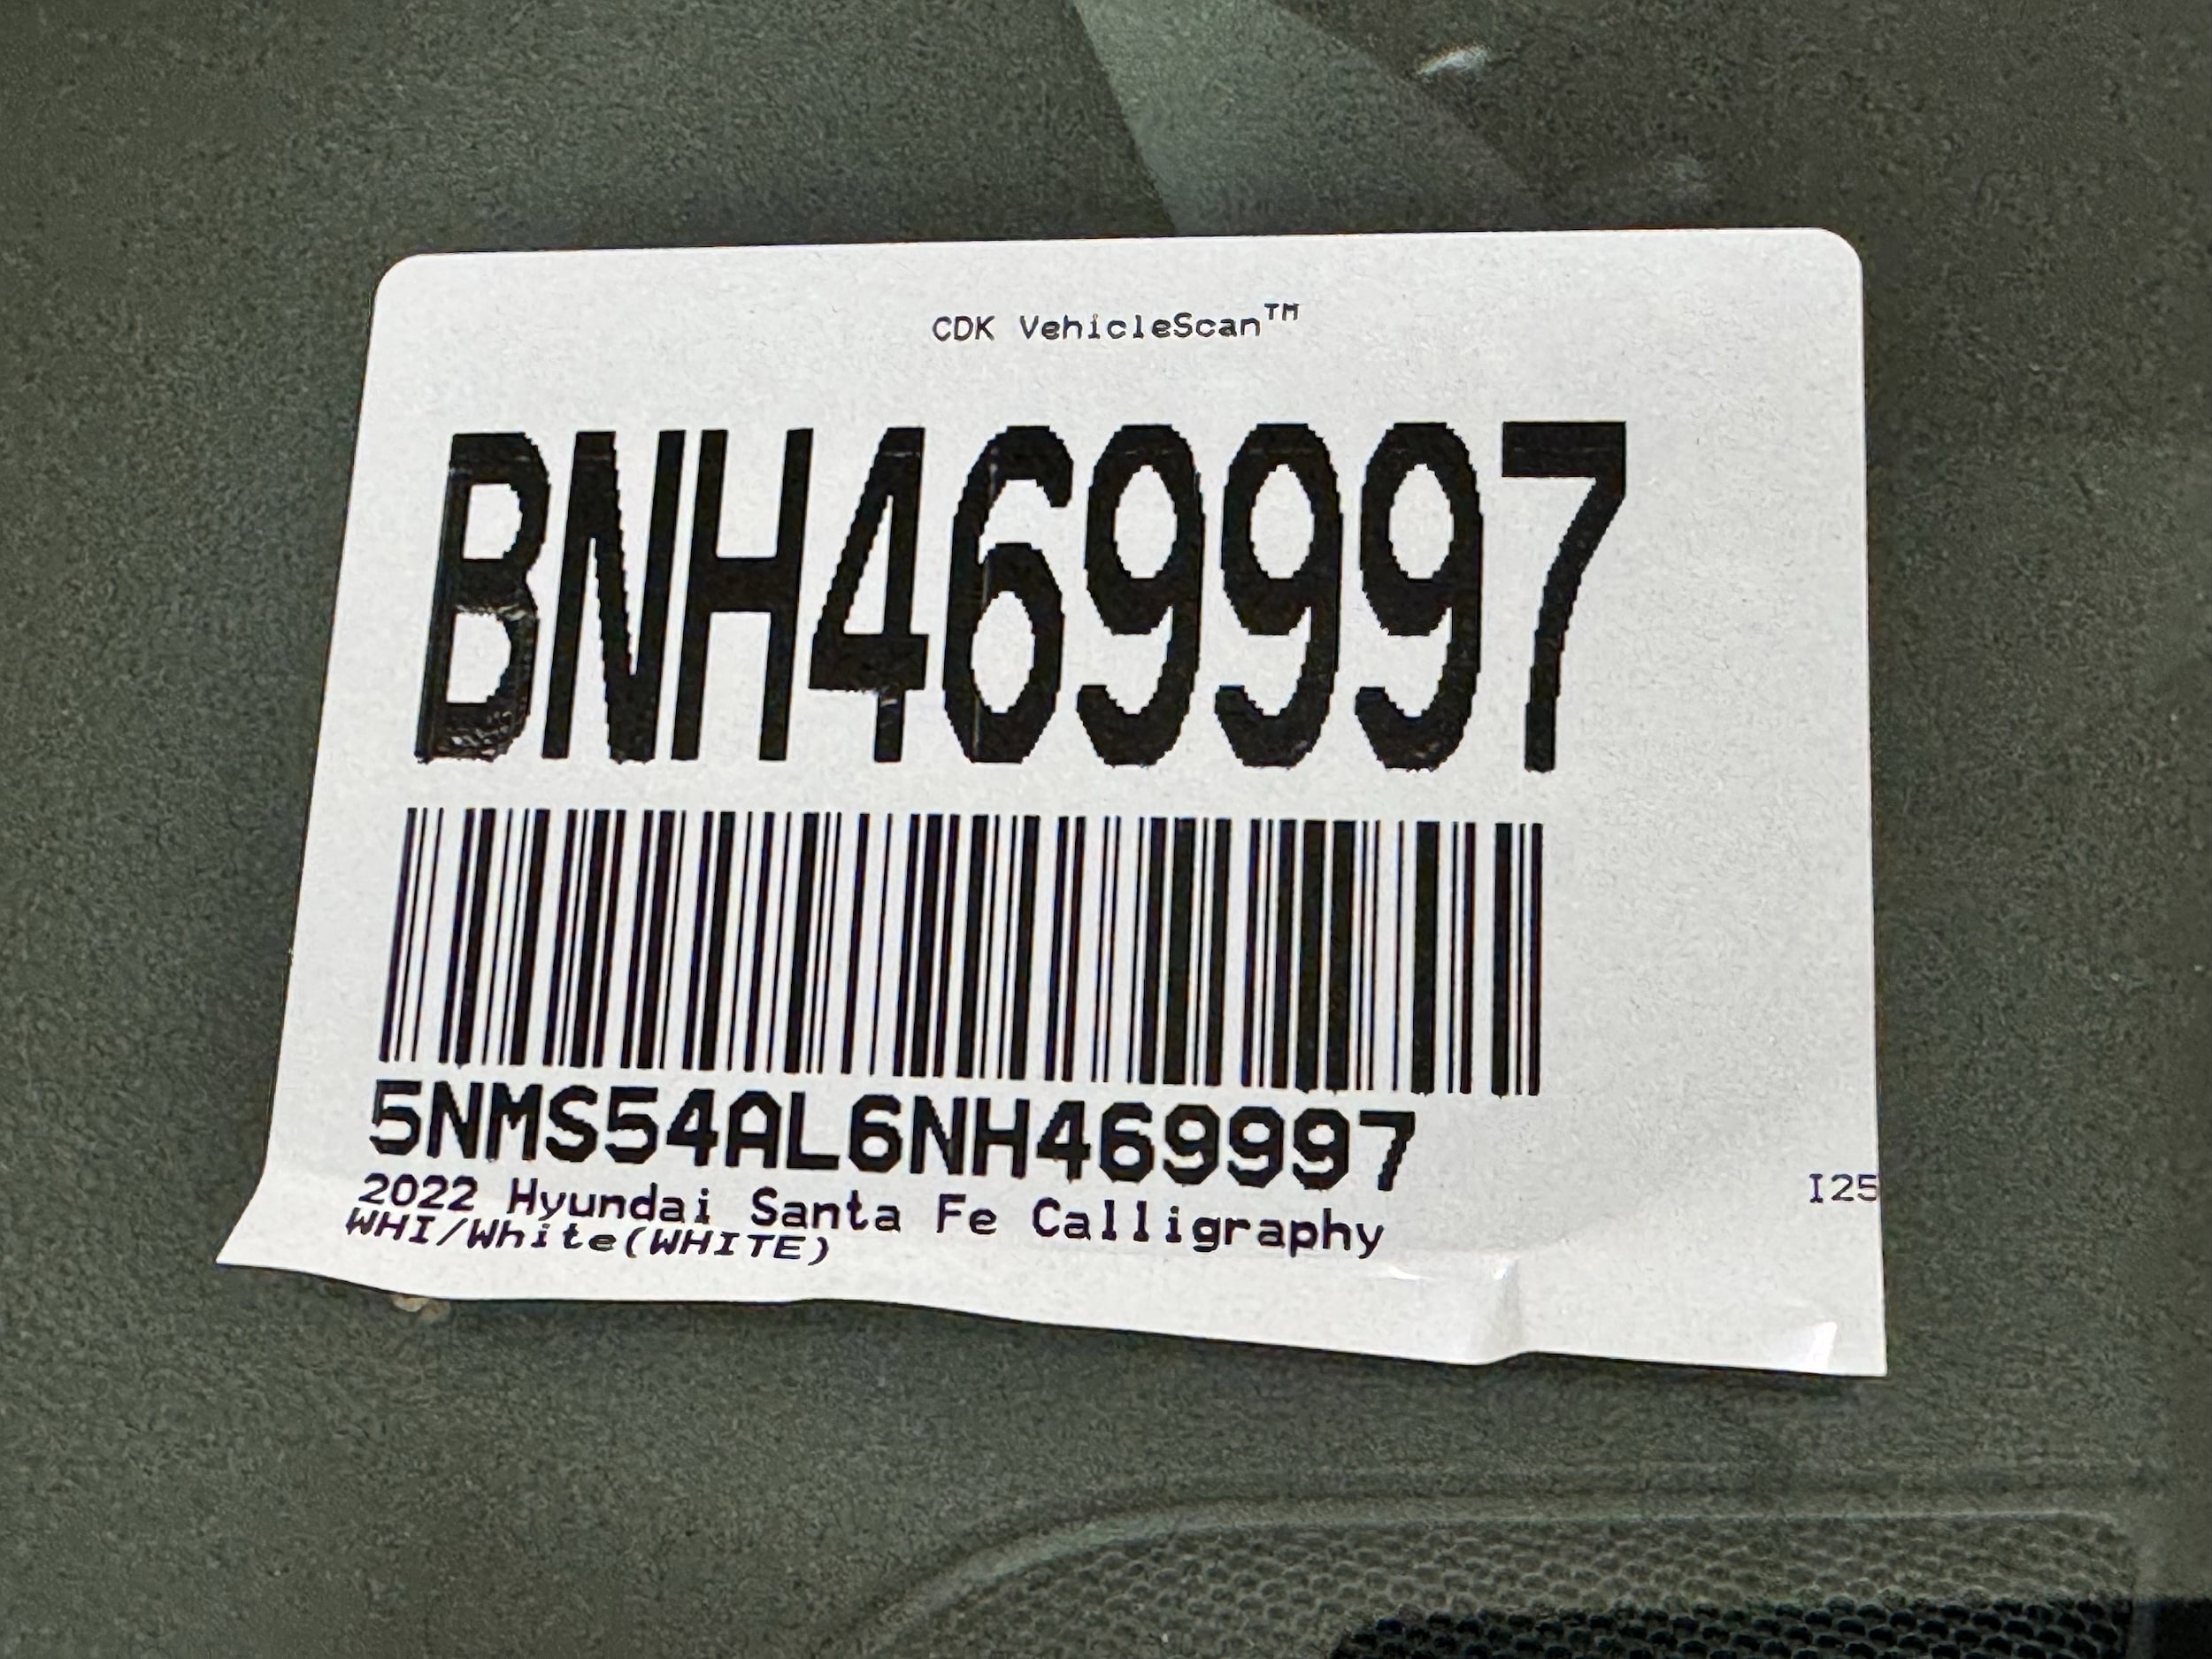 CDK VehicleScan™
BNH469997
5NMS54AL6NH469997
2022 Hyundai Santa Fe Calligraphy
I25
WHI/White(WHITE)